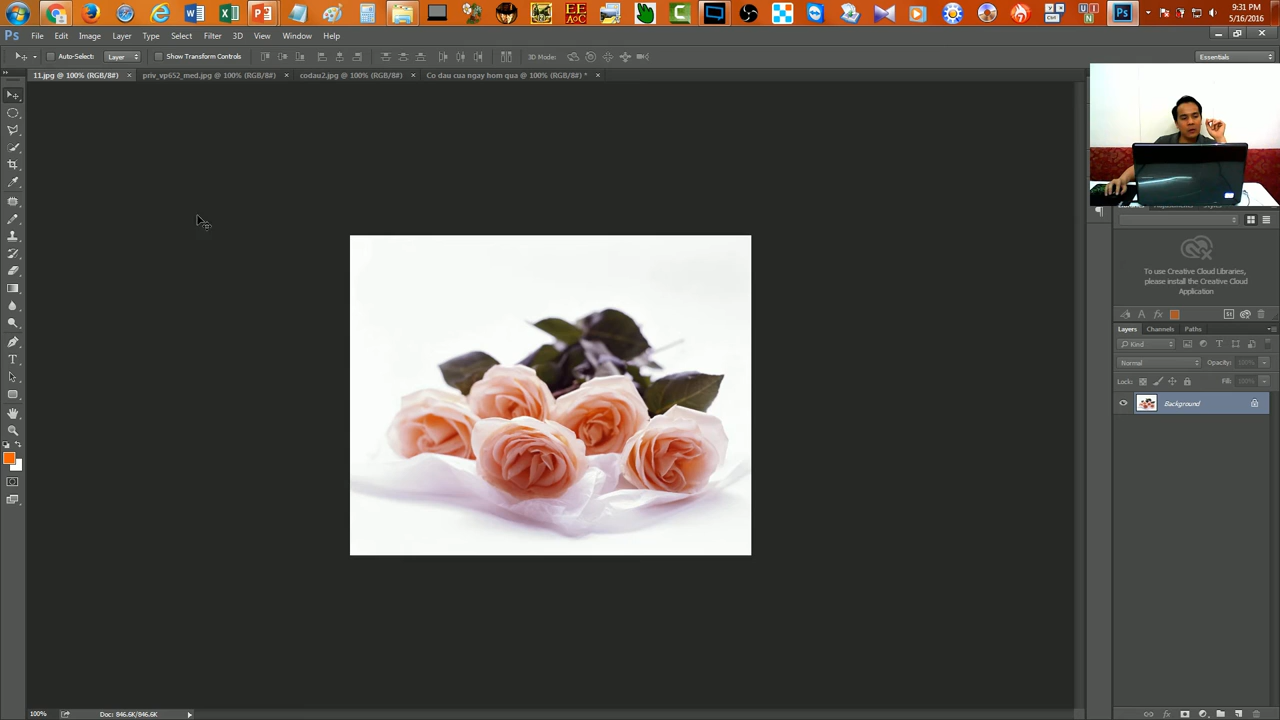 9:31 PM
5/16/2016
File Edit Image Layer Type Select Filter 3D View Window Help
Auto-Select: Layer Show Transform Controls 3D Mode: Essentials
11.jpg @ 100% (RGB/8#) × priv_vp652_med.jpg @ 100% (RGB/8#) × codau2.jpg @ 100% (RGB/8#) × Co dau cua ngay hom qua @ 100% (RGB/8#) * ×
To use Creative Cloud Libraries,
please install the Creative Cloud
Application
Layers Channels Paths
Kind
Normal Opacity: 100%
Lock: Fill: 100%
Background
100% Doc: 846.6K/846.6K